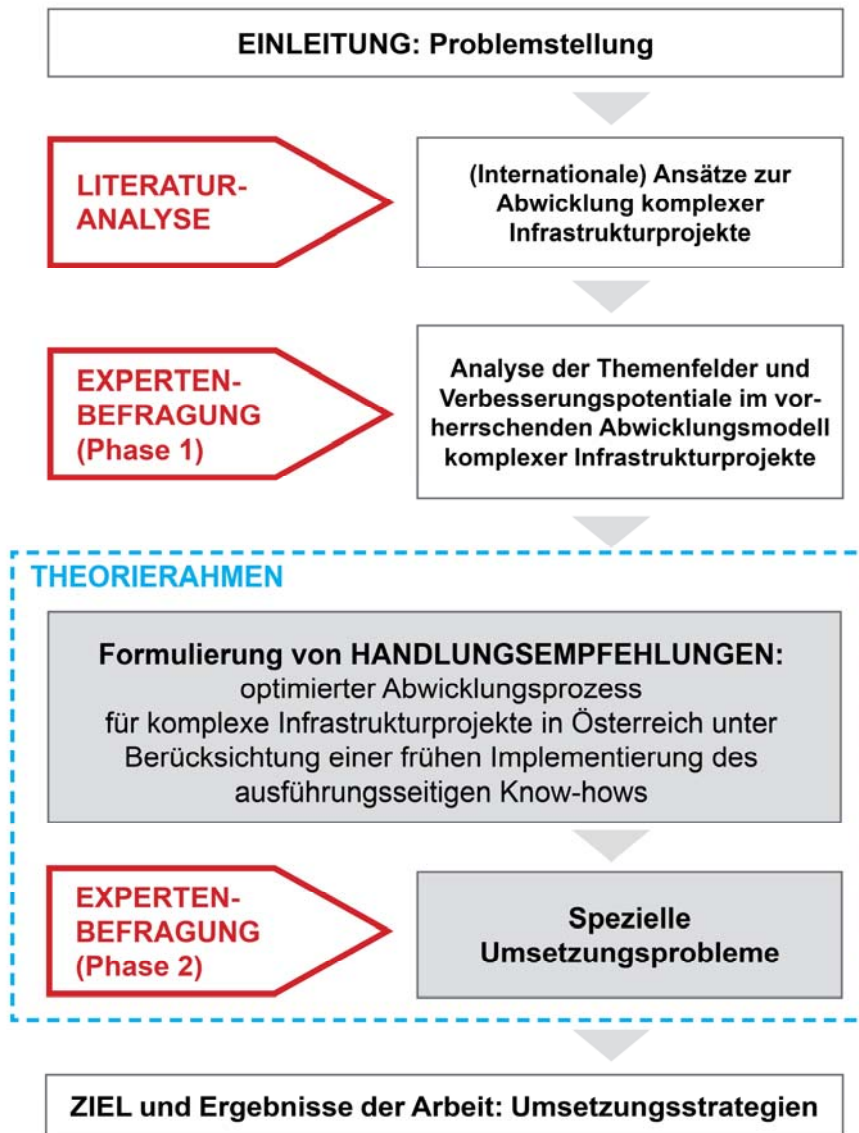 EINLEITUNG: Problemstellung
LITERATUR-
ANALYSE
(Internationale) Ansätze zur
Abwicklung komplexer
Infrastrukturprojekte
EXPERTEN-
BEFRAGUNG
(Phase 1)
Analyse der Themenfelder und
Verbesserungspotentiale im vor-
herrschenden Abwicklungsmodell
komplexer Infrastrukturprojekte
THEORIERAHMEN
Formulierung von HANDLUNGSEMPFEHLUNGEN:
optimierter Abwicklungsprozess
für komplexe Infrastrukturprojekte in Österreich unter
Berücksichtung einer frühen Implementierung des
ausführungsseitigen Know-hows
EXPERTEN-
BEFRAGUNG
(Phase 2)
Spezielle
Umsetzungsprobleme
ZIEL und Ergebnisse der Arbeit: Umsetzungsstrategien